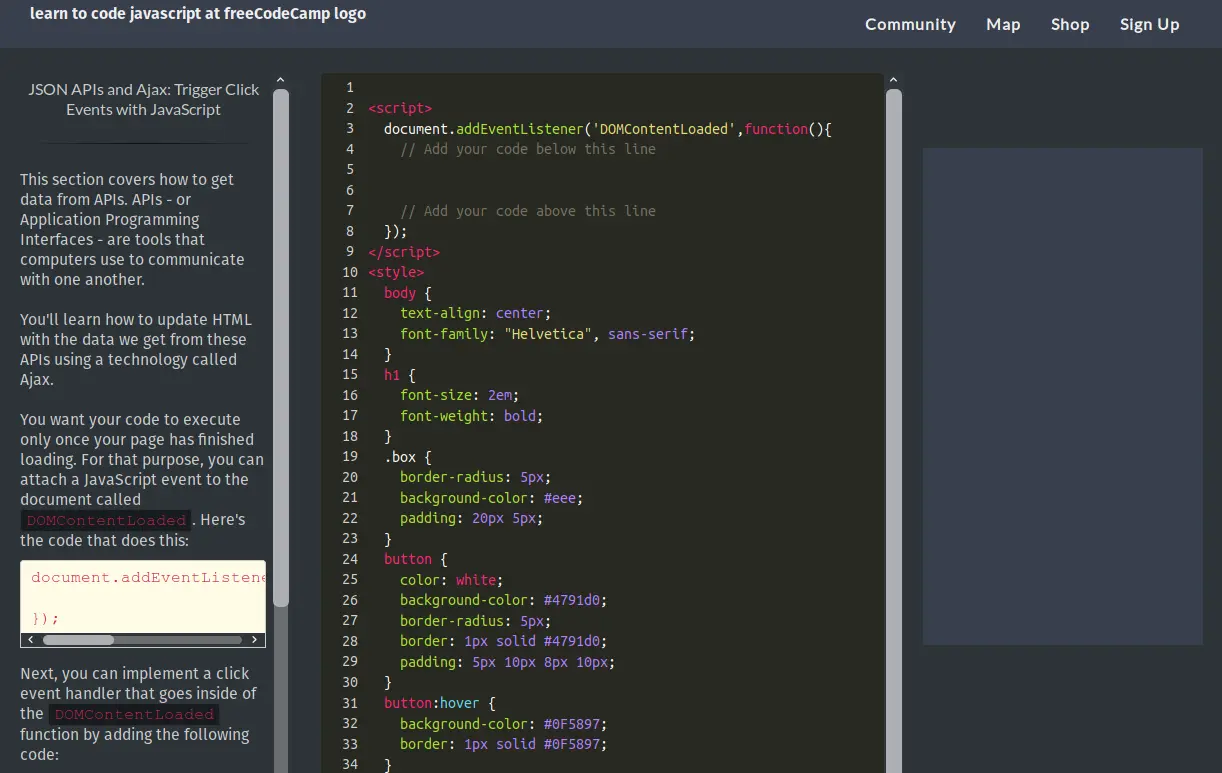 learn to code javascript at freeCodeCamp logo
Community Map Shop Sign Up
JSON APIs and Ajax: Trigger Click
Events with JavaScript
This section covers how to get
data from APIs. APIs - or
Application Programming
Interfaces - are tools that
computers use to communicate
with one another.
You'll learn how to update HTML
with the data we get from these
APIs using a technology called
Ajax.
You want your code to execute
only once your page has finished
loading. For that purpose, you can
attach a JavaScript event to the
document called
DOMContentLoaded . Here's
the code that does this:
document.addEventListene
});
Next, you can implement a click
event handler that goes inside of
the DOMContentLoaded
function by adding the following
code:
1
2 <script>
3 document.addEventListener('DOMContentLoaded',function(){
4 // Add your code below this line
5
6
7 // Add your code above this line
8 });
9 </script>
10 <style>
11 body {
12 text-align: center;
13 font-family: "Helvetica", sans-serif;
14 }
15 h1 {
16 font-size: 2em;
17 font-weight: bold;
18 }
19 .box {
20 border-radius: 5px;
21 background-color: #eee;
22 padding: 20px 5px;
23 }
24 button {
25 color: white;
26 background-color: #4791d0;
27 border-radius: 5px;
28 border: 1px solid #4791d0;
29 padding: 5px 10px 8px 10px;
30 }
31 button:hover {
32 background-color: #0F5897;
33 border: 1px solid #0F5897;
34 }